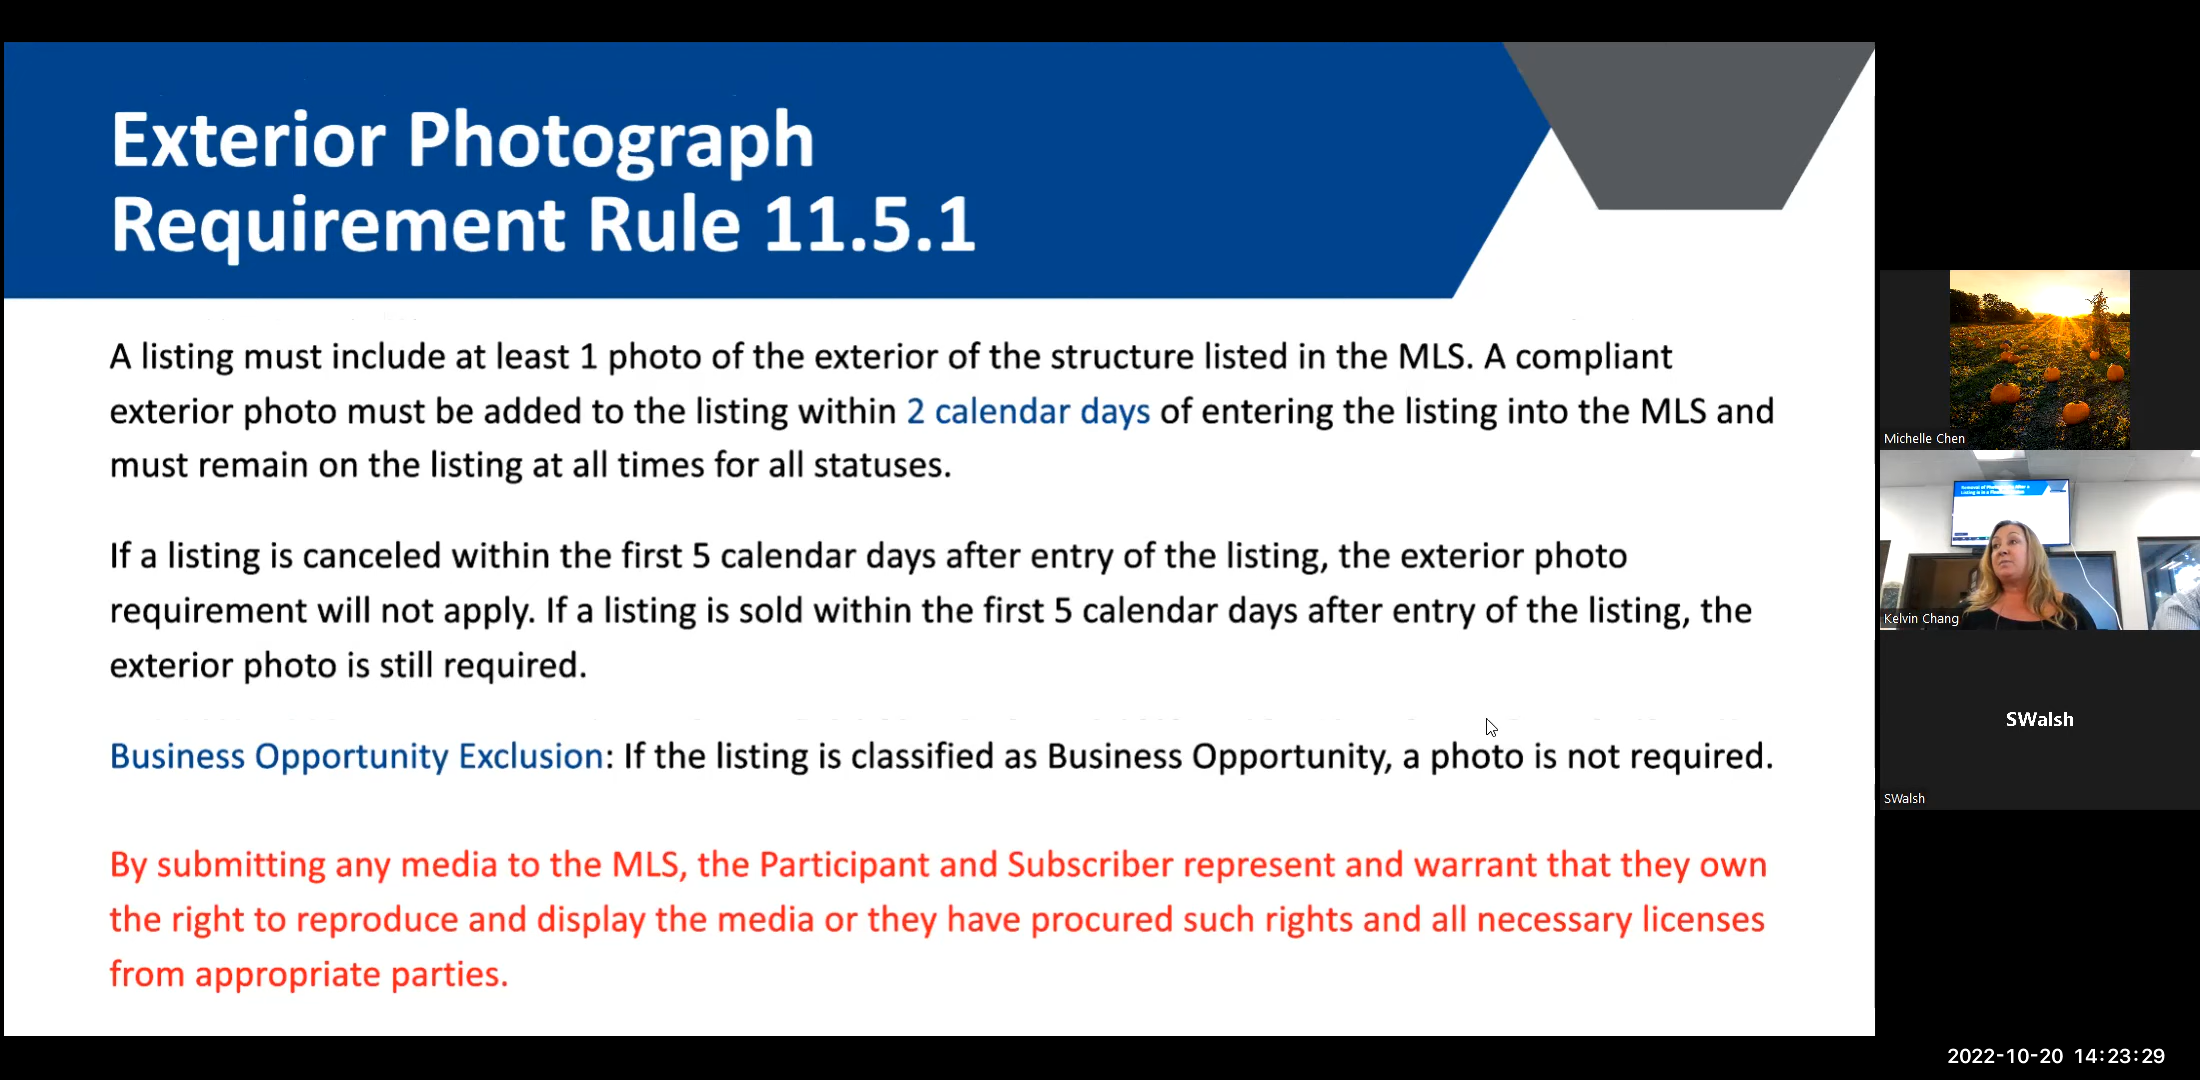 Exterior Photograph
Requirement Rule 11.5.1
A listing must include at least 1 photo of the exterior of the structure listed in the MLS. A compliant
exterior photo must be added to the listing within 2 calendar days of entering the listing into the MLS and
must remain on the listing at all times for all statuses.
If a listing is canceled within the first 5 calendar days after entry of the listing, the exterior photo
requirement will not apply. If a listing is sold within the first 5 calendar days after entry of the listing, the
exterior photo is still required.
Business Opportunity Exclusion: If the listing is classified as Business Opportunity, a photo is not required.
By submitting any media to the MLS, the Participant and Subscriber represent and warrant that they own
the right to reproduce and display the media or they have procured such rights and all necessary licenses
from appropriate parties.
Michelle Chen
Kelvin Chang
SWalsh
SWalsh
2022-10-20 14:23:29